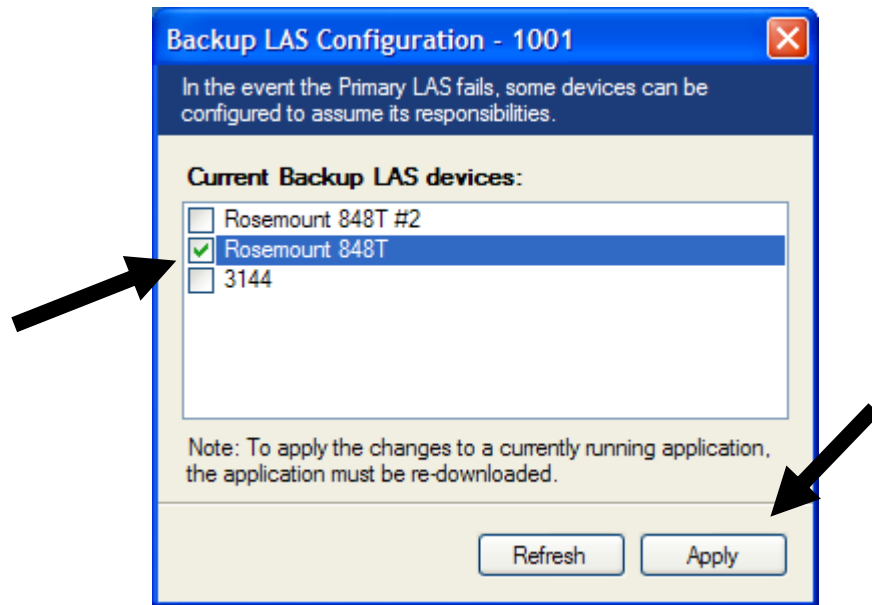 Backup LAS Configuration - 1001
In the event the Primary LAS fails, some devices can be
configured to assume its responsibilities.
Current Backup LAS devices:
Rosemount 848T #2
Rosemount 848T
3144
Note: To apply the changes to a currently running application,
the application must be re-downloaded.
Refresh Apply